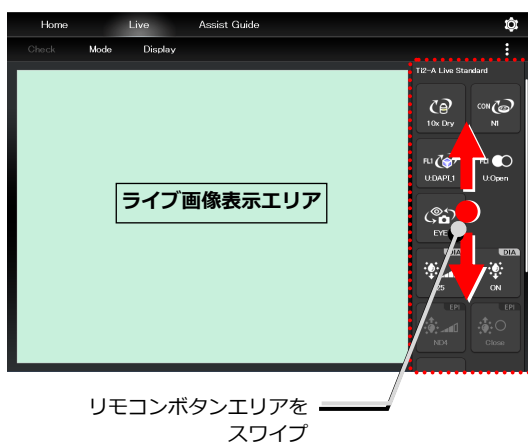 Home Live Assist Guide
Check Mode Display
Ti2-A Live Standard
10x Dry
CON
N1
FL1
U:DAPI_1
U:Open
EYE
DIA
25
DIA
ON
EPI
ND4
EPI
Close
ライブ画像表示エリア
リモコンボタンエリアを
スワイプ